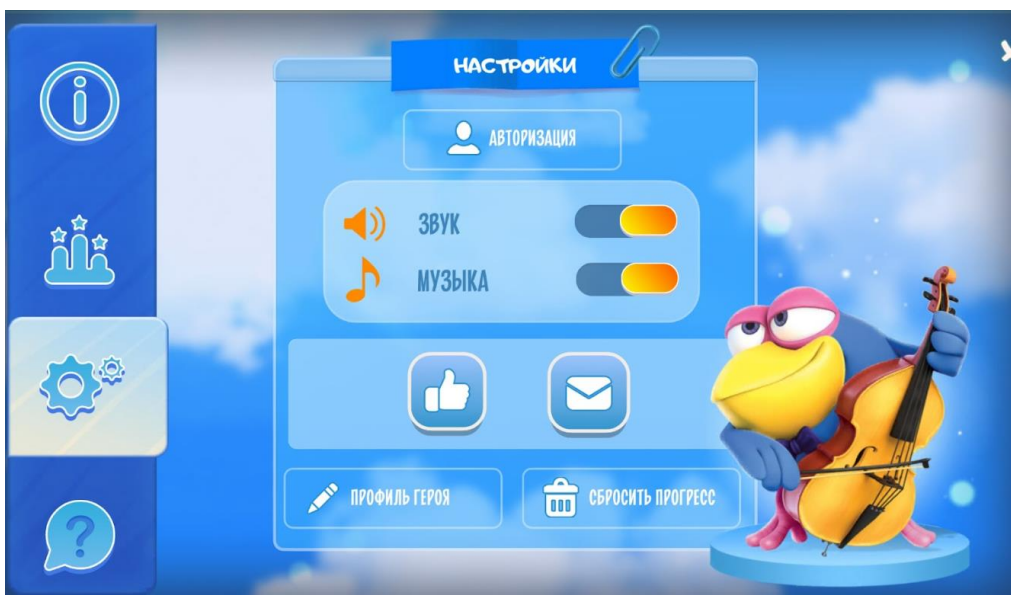 НАСТРОЙКИ
АВТОРИЗАЦИЯ
ЗВУК
МУЗЫКА
ПРОФИЛЬ ГЕРОЯ
СБРОСИТЬ ПРОГРЕСС